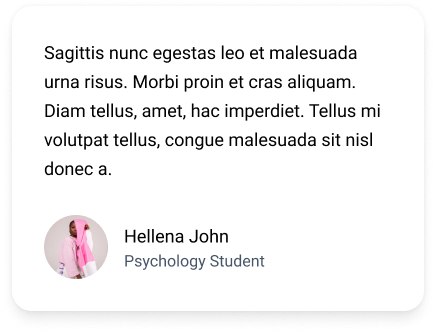 Sagittis nunc egestas leo et malesuada
urna risus. Morbi proin et cras aliquam.
Diam tellus, amet, hac imperdiet. Tellus mi
volutpat tellus, congue malesuada sit nisl
donec a.
Hellena John
Psychology Student